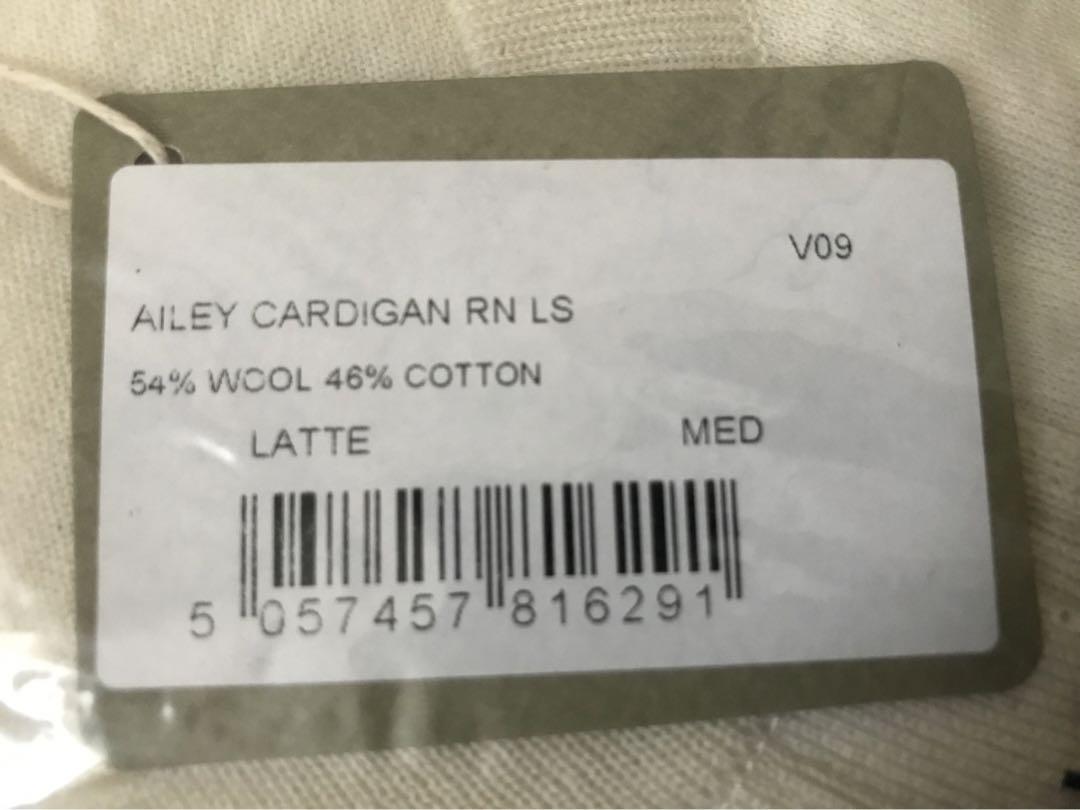 V09
AILEY CARDIGAN RN LS
54% WOOL 46% COTTON
LATTE MED
5 057457 816291